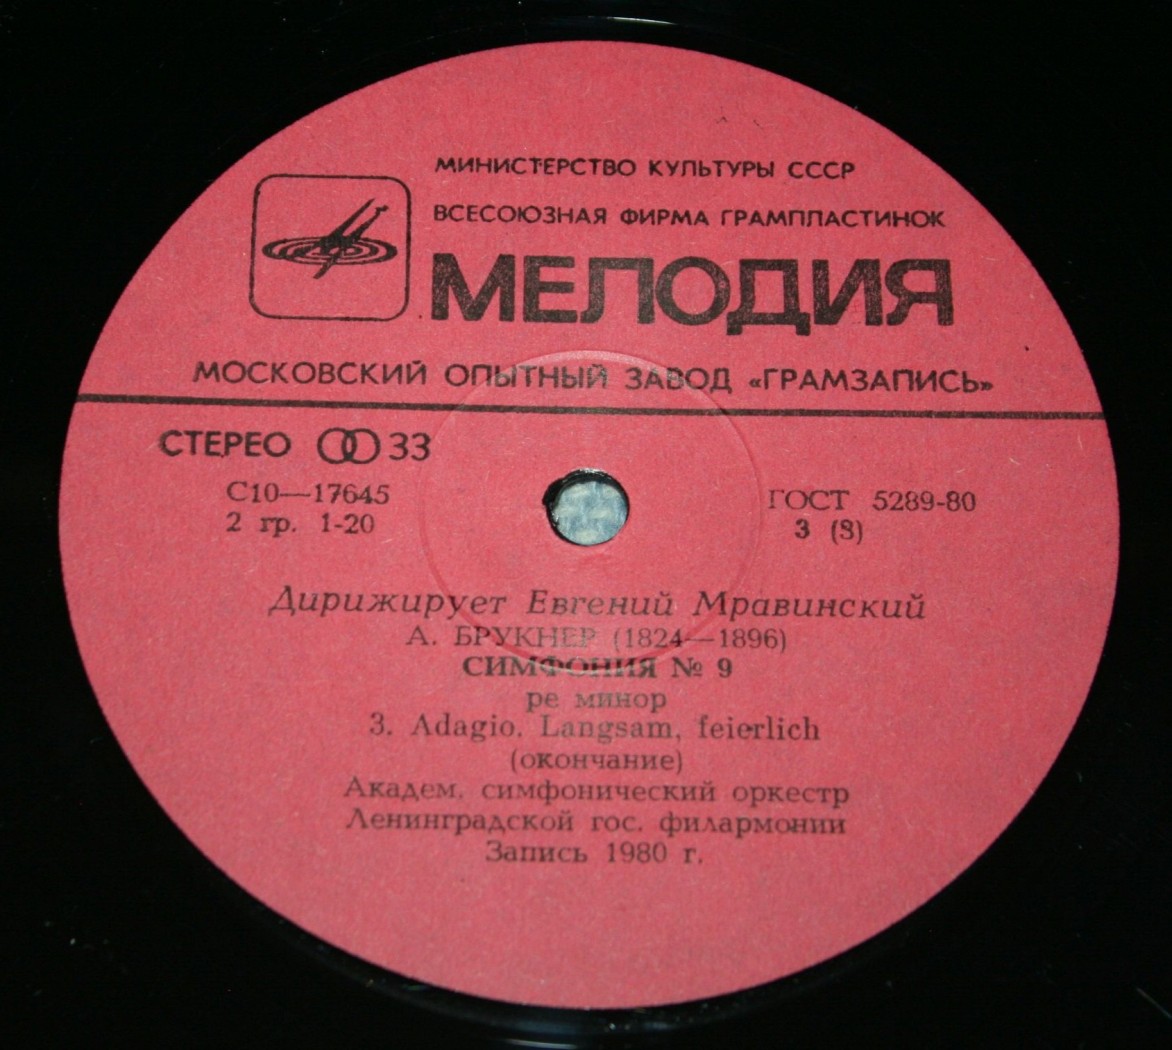 МИНИСТЕРСТВО КУЛЬТУРЫ СССР
ВСЕСОЮЗНАЯ ФИРМА ГРАМПЛАСТИНОК
МЕЛОДИЯ
МОСКОВСКИЙ ОПЫТНЫЙ ЗАВОД «ГРАМЗАПИСЬ»
СТЕРЕО 33
С10—17645 ГОСТ 5289-80
2 гр. 1-20 3 (3)
Дирижирует Евгений Мравинский
А. БРУКНЕР (1824—1896)
СИМФОНИЯ № 9
ре минор
3. Adagio. Langsam, feierlich
(окончание)
Академ. симфонический оркестр
Ленинградской гос. филармонии
Запись 1980 г.